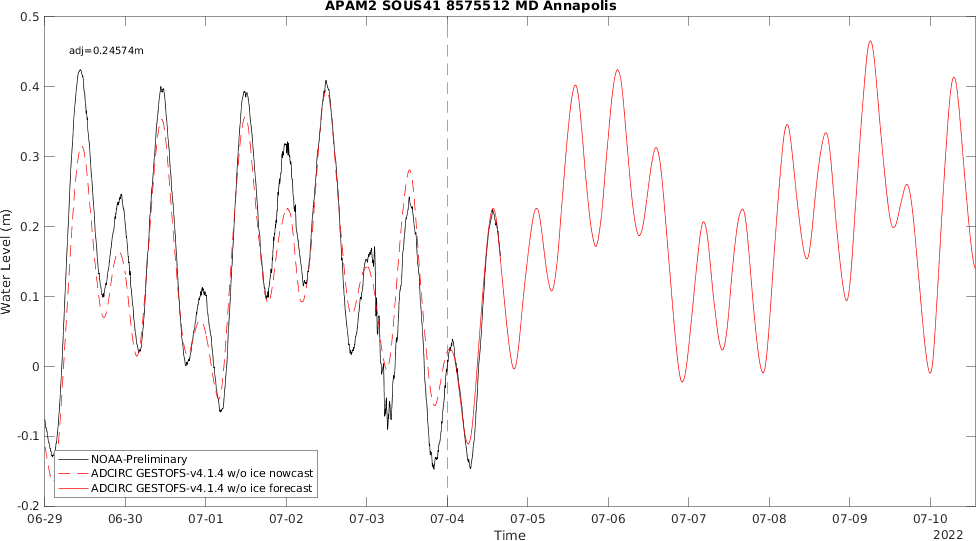 APAM2 SOUS41 8575512 MD Annapolis
adj=0.24574m
0.5
0.4
0.3
0.2
0.1
0
-0.1
-0.2
Water Level (m)
NOAA-Preliminary
ADCIRC GESTOFS-v4.1.4 w/o ice nowcast
ADCIRC GESTOFS-v4.1.4 w/o ice forecast
06-29 06-30 07-01 07-02 07-03 07-04 07-05 07-06 07-07 07-08 07-09 07-10
Time
2022